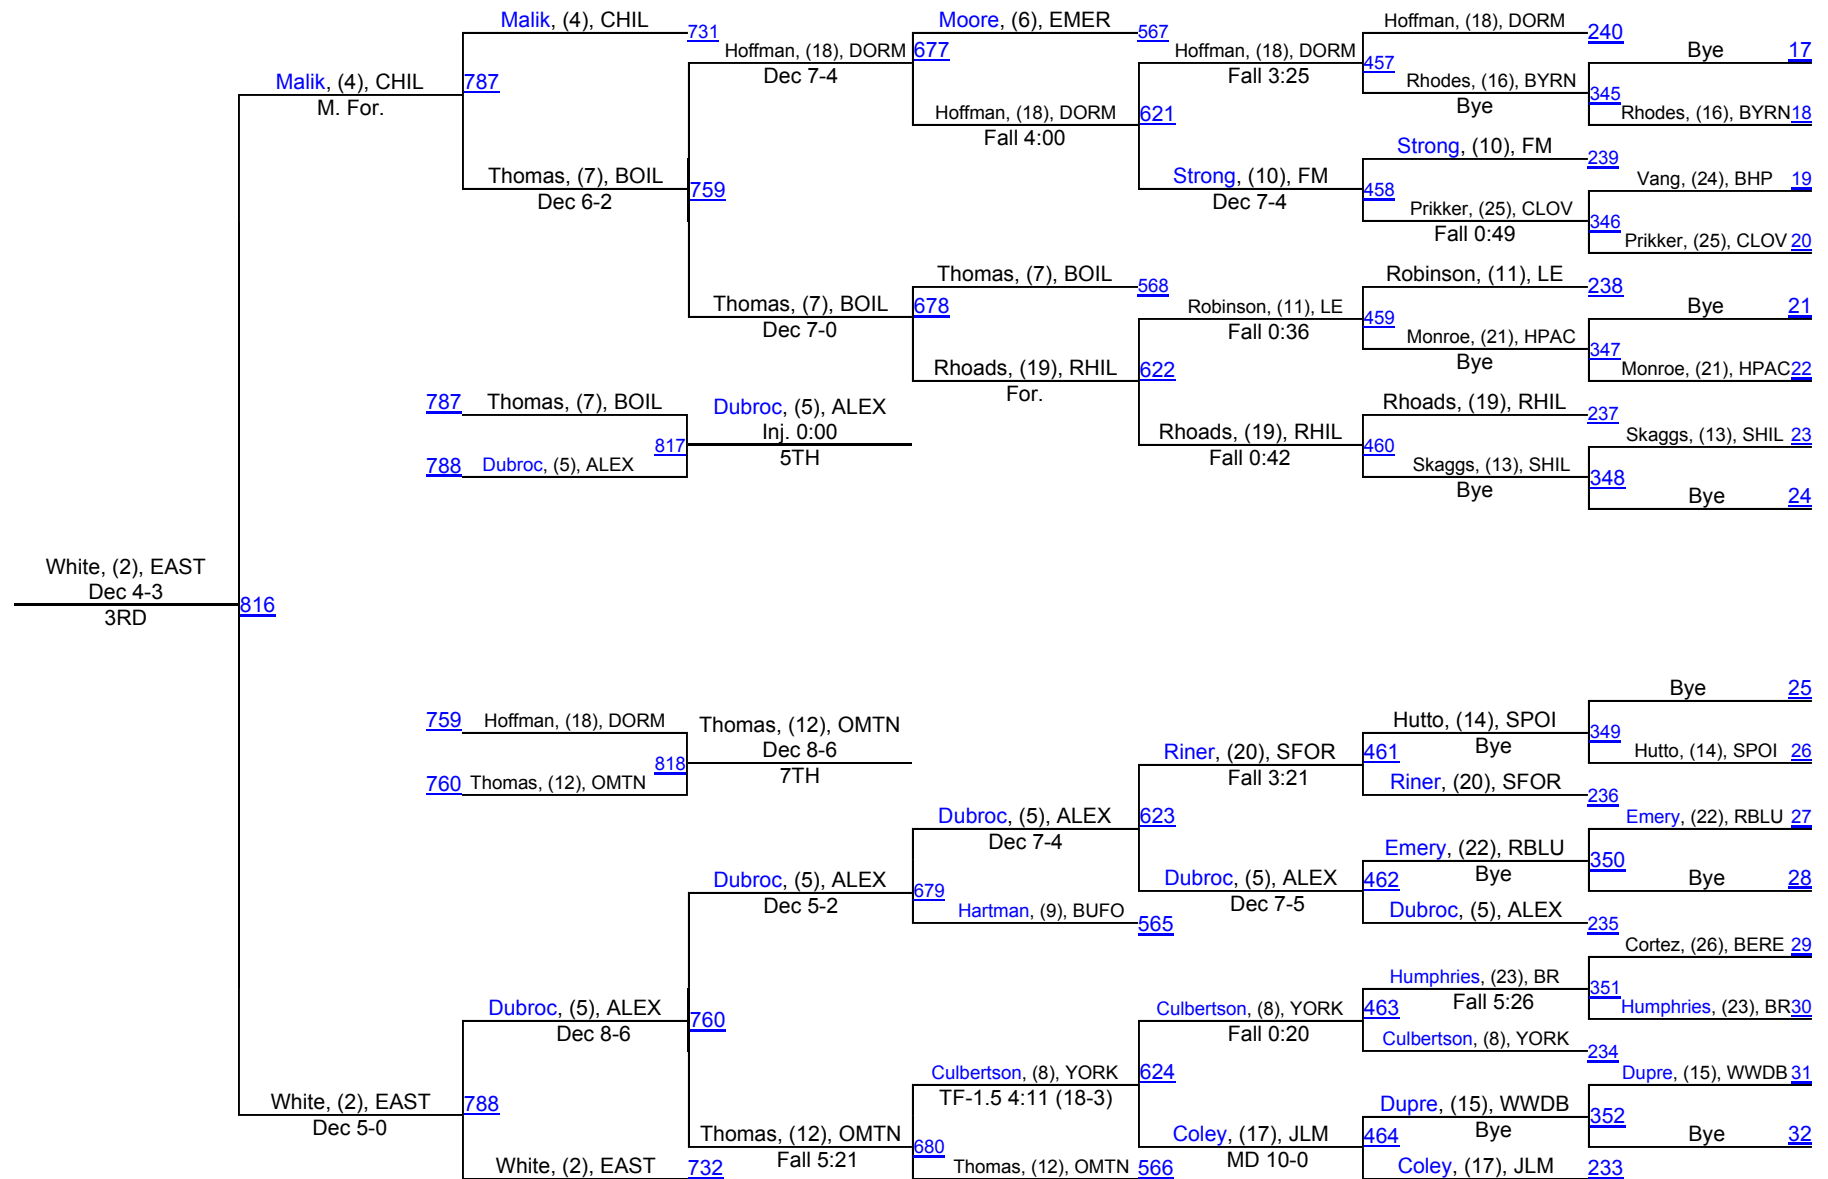 Malik, (4), CHIL
731
Moore, (6), EMER
567
Hoffman, (18), DORM
240
Bye 17
Hoffman, (18), DORM
Dec 7-4
677
Hoffman, (18), DORM
Fall 3:25
457
Rhodes, (16), BYRN
Bye
345
Rhodes, (16), BYRN 18
Malik, (4), CHIL
M. For.
787
Hoffman, (18), DORM
Fall 4:00
621
Strong, (10), FM
239
Vang, (24), BHP 19
Thomas, (7), BOIL
Dec 6-2
759
Strong, (10), FM
Dec 7-4
458
Prikker, (25), CLOV
Fall 0:49
346
Prikker, (25), CLOV 20
Thomas, (7), BOIL
568
Robinson, (11), LE
238
Bye 21
Thomas, (7), BOIL
Dec 7-0
678
Robinson, (11), LE
Fall 0:36
459
Monroe, (21), HPAC
Bye
347
Monroe, (21), HPAC 22
Rhoads, (19), RHIL
For.
622
787 Thomas, (7), BOIL
Dubroc, (5), ALEX
Inj. 0:00
5TH
817
788 Dubroc, (5), ALEX
Rhoads, (19), RHIL
237
Skaggs, (13), SHIL 23
Rhoads, (19), RHIL
Fall 0:42
460
Skaggs, (13), SHIL
Bye
348
Bye 24
White, (2), EAST
Dec 4-3
3RD
816
Bye 25
759 Hoffman, (18), DORM
Thomas, (12), OMTN
Dec 8-6
7TH
818
760 Thomas, (12), OMTN
Hutto, (14), SPOI
Bye
349
Hutto, (14), SPOI 26
Riner, (20), SFOR
Fall 3:21
461
Riner, (20), SFOR
236
Emery, (22), RBLU 27
Dubroc, (5), ALEX
Dec 7-4
623
Emery, (22), RBLU
Bye
350
Bye 28
Dubroc, (5), ALEX
Dec 5-2
679
Dubroc, (5), ALEX
Dec 7-5
462
Hartman, (9), BUFO
565
Dubroc, (5), ALEX
235
Cortez, (26), BERE 29
Dubroc, (5), ALEX
Dec 8-6
760
Humphries, (23), BR
Fall 5:26
351
Humphries, (23), BR 30
Culbertson, (8), YORK
Fall 0:20
463
Culbertson, (8), YORK
234
Dupre, (15), WWDB 31
Culbertson, (8), YORK
TF-1.5 4:11 (18-3)
624
White, (2), EAST
Dec 5-0
788
Dupre, (15), WWDB
Bye
352
Bye 32
Thomas, (12), OMTN
Fall 5:21
680
Coley, (17), JLM
MD 10-0
464
White, (2), EAST
732
Thomas, (12), OMTN
566
Coley, (17), JLM
233